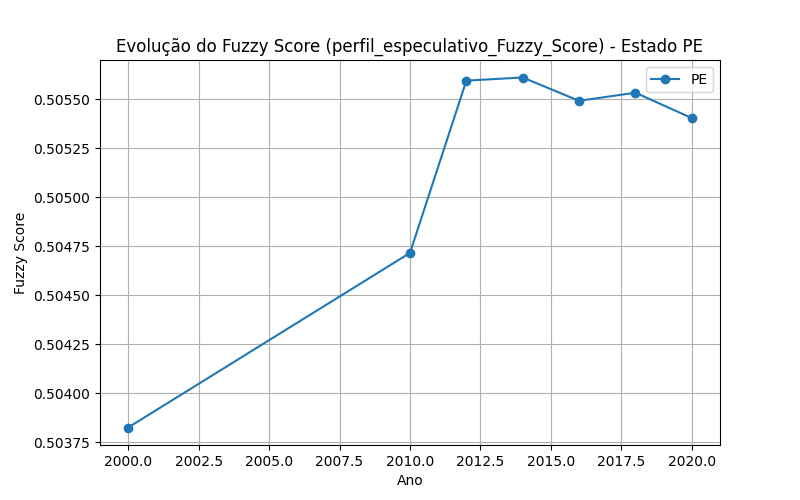 Evolução do Fuzzy Score (perfil_especulativo_Fuzzy_Score) - Estado PE
PE
0.50550
0.50525
0.50500
0.50475
0.50450
0.50425
0.50400
0.50375
Fuzzy Score
2000.0 2002.5 2005.0 2007.5 2010.0 2012.5 2015.0 2017.5 2020.0
Ano